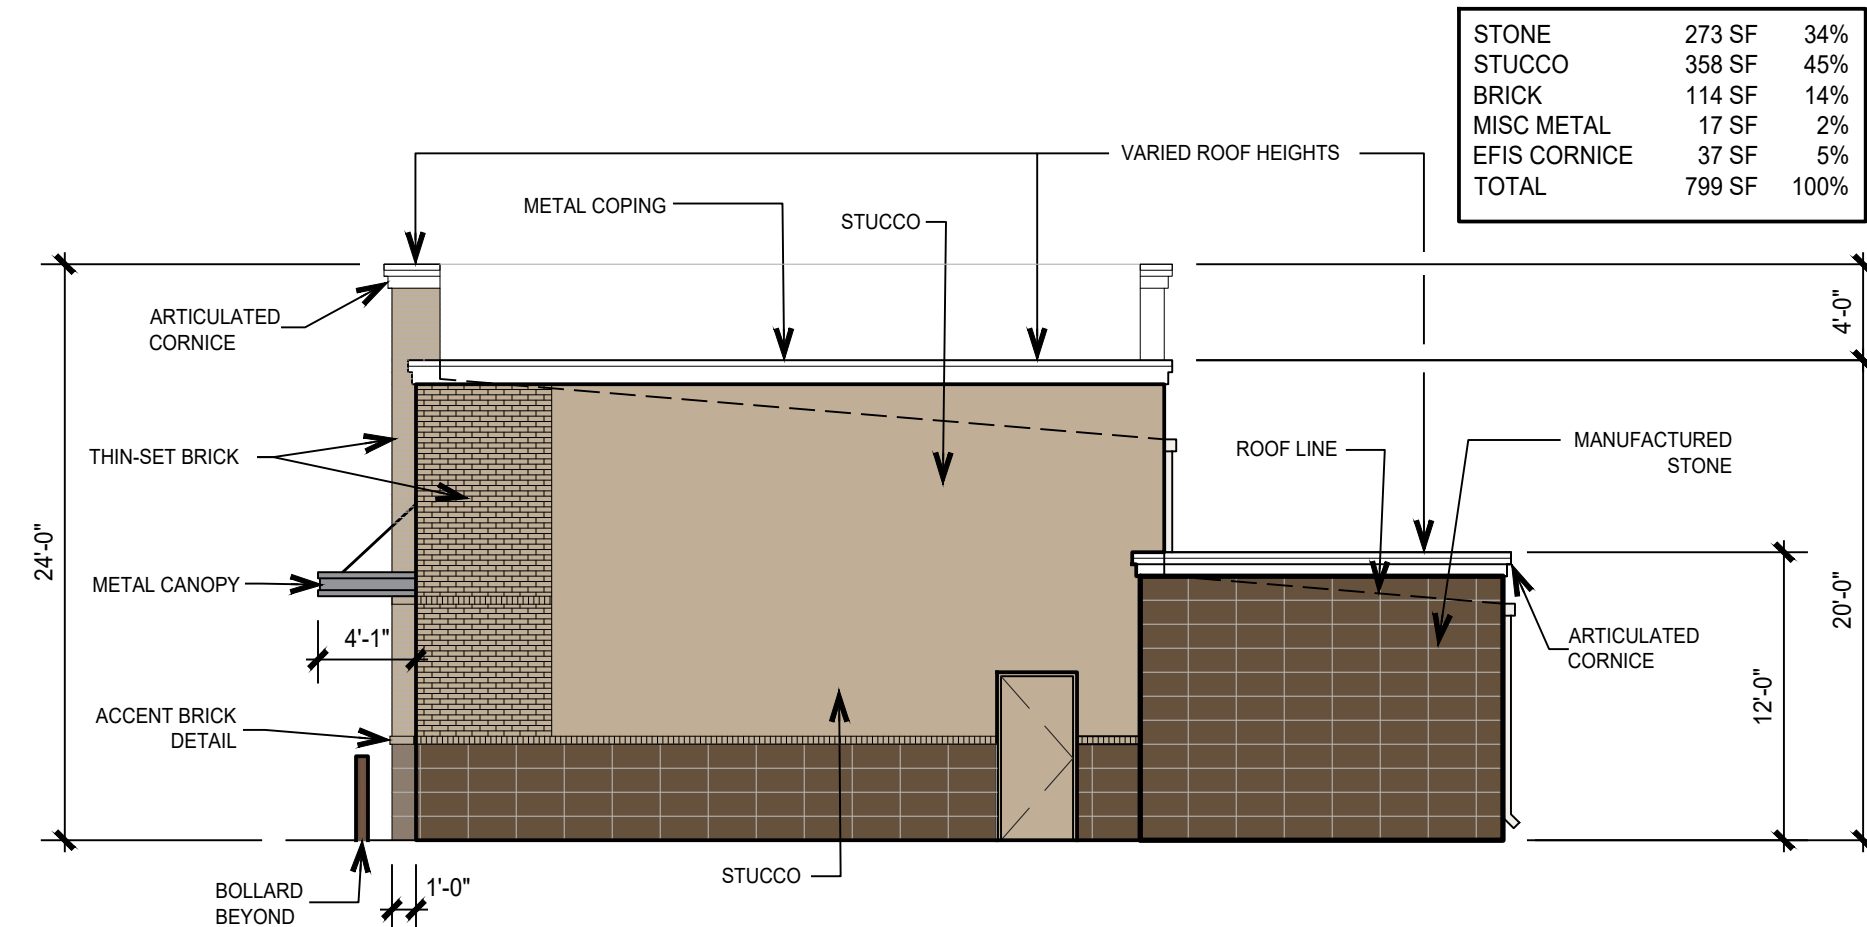 STONE 273 SF 34%
STUCCO 358 SF 45%
BRICK 114 SF 14%
MISC METAL 17 SF 2%
EFIS CORNICE 37 SF 5%
TOTAL 799 SF 100%
VARIED ROOF HEIGHTS
METAL COPING
STUCCO
ARTICULATED
CORNICE
4'-0"
THIN-SET BRICK
ROOF LINE
MANUFACTURED
STONE
24'-0"
METAL CANOPY
4'-1"
20'-0"
ARTICULATED
CORNICE
12'-0"
ACCENT BRICK
DETAIL
STUCCO
BOLLARD
BEYOND
1'-0"